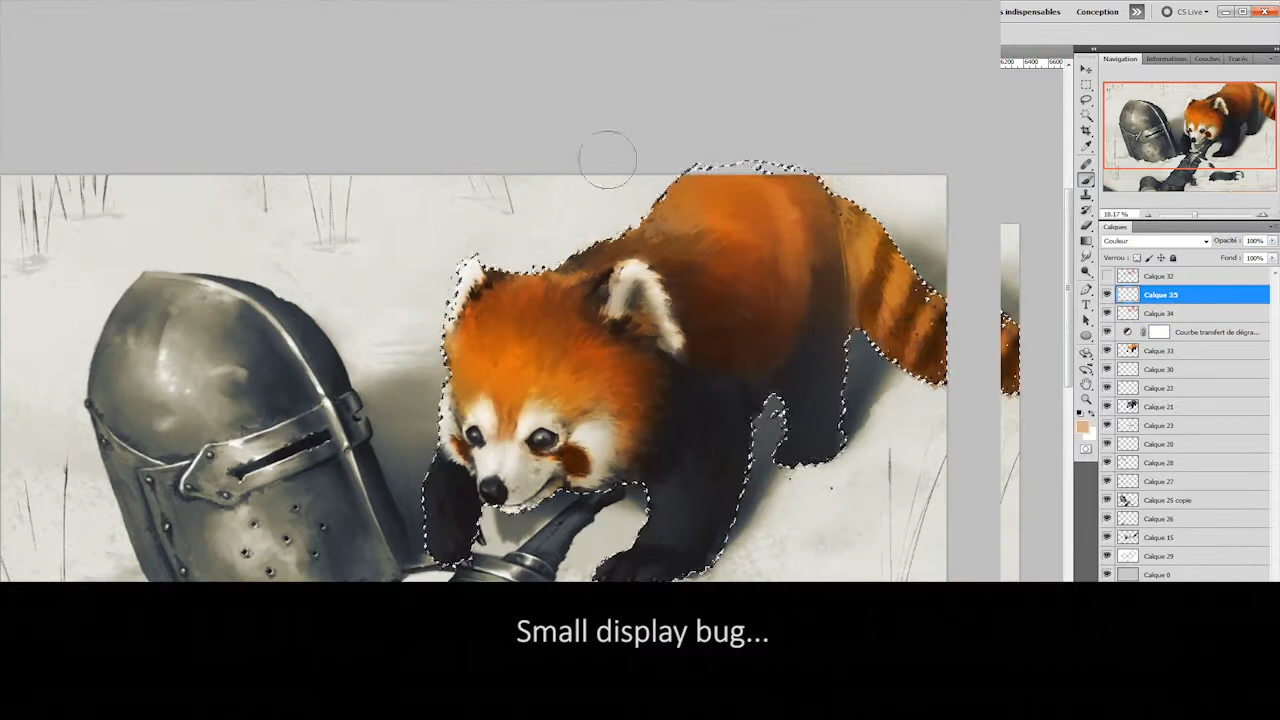 s indispensables Conception CS Live
6200 6400 6600
Navigation Informations Couches Tracés
18.17 %
Calques
Couleur Opacité : 100%
Verrou : Fond : 100%
Calque 32
Calque 35
Calque 34
Courbe transfert de dégra...
Calque 33
Calque 30
Calque 22
Calque 21
Calque 23
Calque 20
Calque 28
Calque 27
Calque 25 copie
Calque 26
Calque 15
Calque 29
Calque 0
Small display bug...